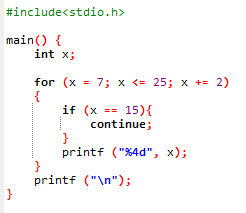 #include<stdio.h>
main() {
int x;
for (x = 7; x <= 25; x += 2)
{
if (x == 15){
continue;
}
printf ("%4d", x);
}
printf ("\n");
}